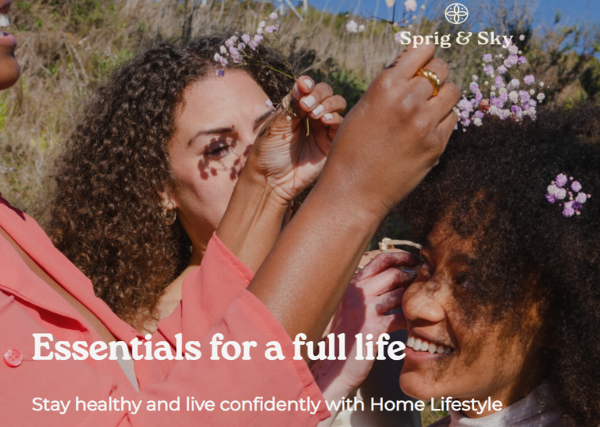 Sprig & Sky
Essentials for a full life
Stay healthy and live confidently with Home Lifestyle